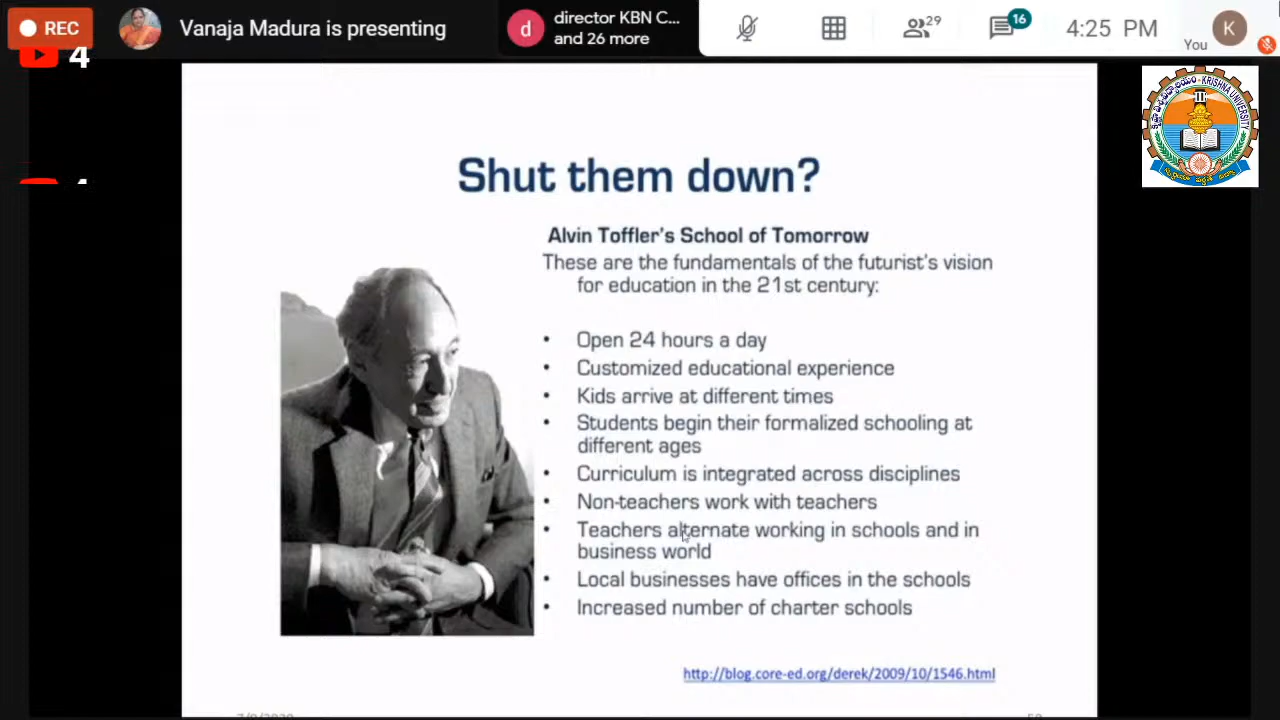 REC
Vanaja Madura is presenting
d
director KBN C...
and 26 more
29
16
4:25 PM
You
K
4
KRISHNA UNIVERSITY
Shut them down?
Alvin Toffler's School of Tomorrow
These are the fundamentals of the futurist's vision
for education in the 21st century:
• Open 24 hours a day
• Customized educational experience
• Kids arrive at different times
• Students begin their formalized schooling at
different ages
• Curriculum is integrated across disciplines
• Non-teachers work with teachers
• Teachers alternate working in schools and in
business world
• Local businesses have offices in the schools
• Increased number of charter schools
http://blog.core-ed.org/derek/2009/10/1546.html